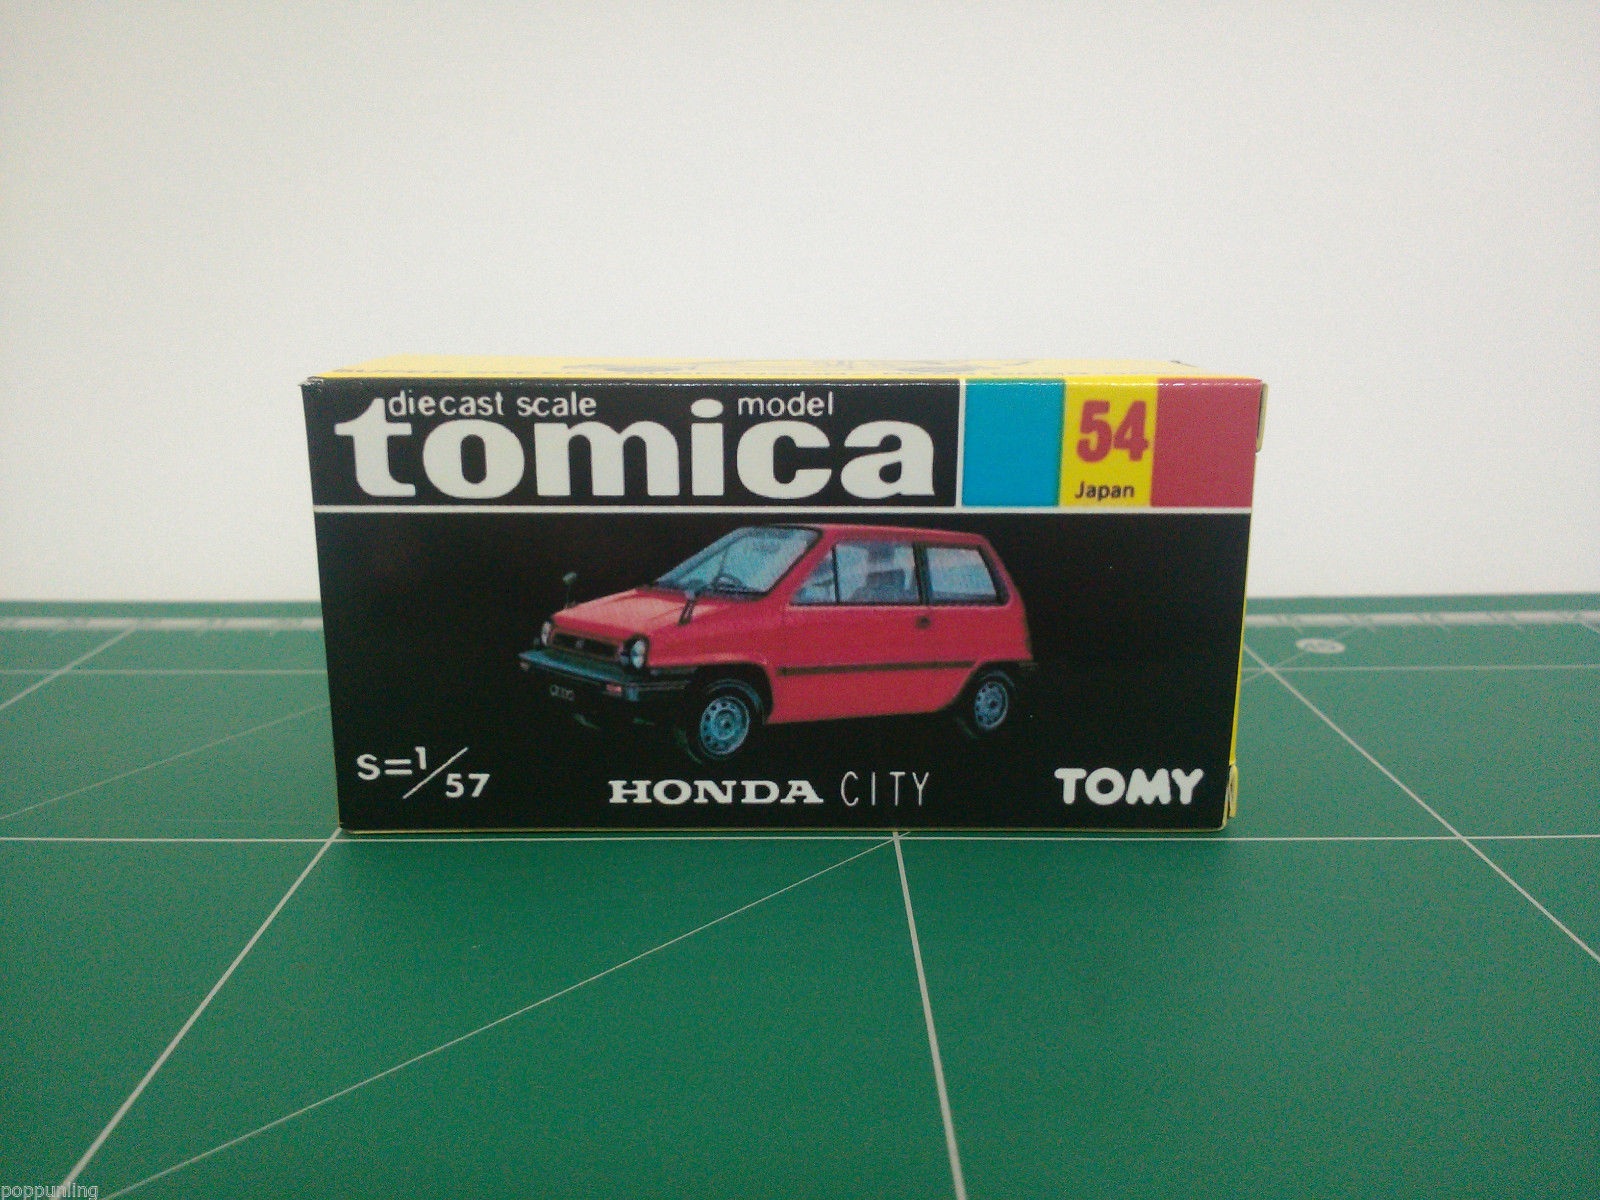 diecast scale model
tomica
54
Japan
S=1/57
HONDA CITY
TOMY
poppunling